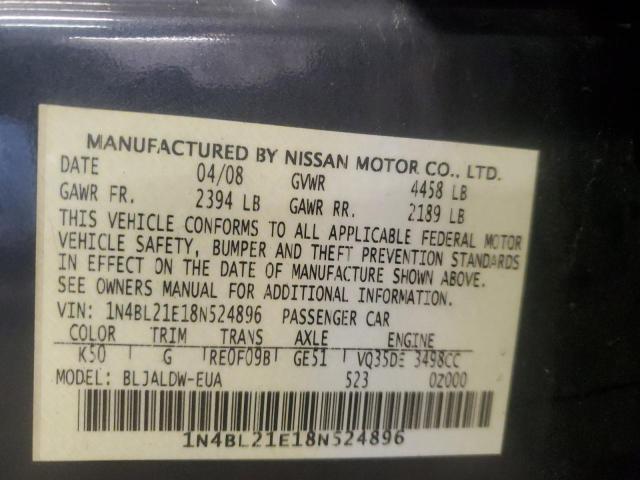 MANUFACTURED BY NISSAN MOTOR CO., LTD.
DATE 04/08 GVWR 4458 LB
GAWR FR. 2394 LB GAWR RR. 2189 LB
THIS VEHICLE CONFORMS TO ALL APPLICABLE FEDERAL MOTOR
VEHICLE SAFETY, BUMPER AND THEFT PREVENTION STANDARDS
IN EFFECT ON THE DATE OF MANUFACTURE SHOWN ABOVE.
SEE OWNERS MANUAL FOR ADDITIONAL INFORMATION.
VIN: 1N4BL21E18N524896 PASSENGER CAR
COLOR TRIM TRANS AXLE ENGINE
K50 G RE0F09B GE51 VQ35DE 3498CC
MODEL: BLJALDW-EUA 523 02000
1N4BL21E18N524896